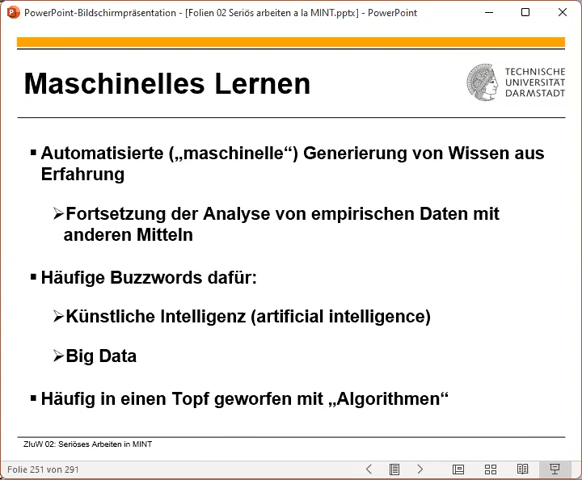 PowerPoint-Bildschirmpräsentation - [Folien 02 Seriös arbeiten a la MINT.pptx] - PowerPoint
Maschinelles Lernen
TECHNISCHE
UNIVERSITÄT
DARMSTADT
▪ Automatisierte („maschinelle“) Generierung von Wissen aus
Erfahrung
➢Fortsetzung der Analyse von empirischen Daten mit
anderen Mitteln
▪ Häufige Buzzwords dafür:
➢Künstliche Intelligenz (artificial intelligence)
➢Big Data
▪ Häufig in einen Topf geworfen mit „Algorithmen“
ZIuW 02: Seriöses Arbeiten in MINT
Folie 251 von 291